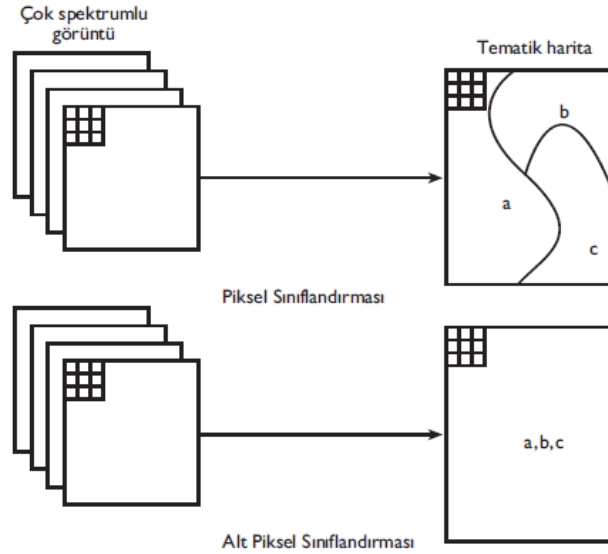 Çok spektrumlu
görüntü
Tematik harita
b
a
c
Piksel Sınıflandırması
a,b,c
Alt Piksel Sınıflandırması